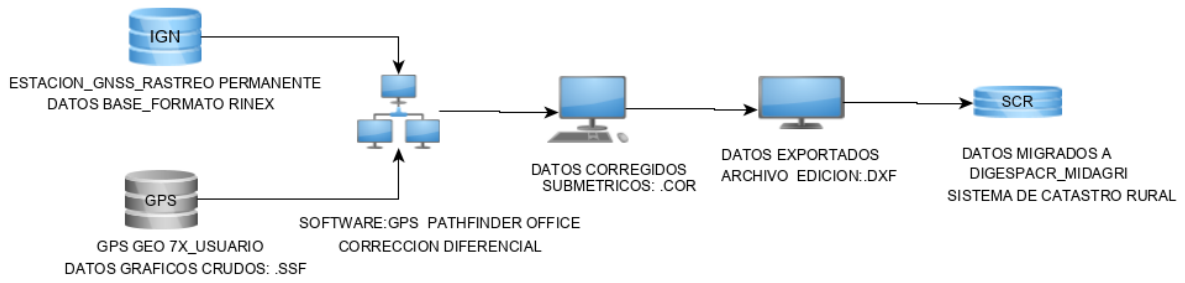 IGN
ESTACION_GNSS_RASTREO PERMANENTE
DATOS BASE_FORMATO RINEX
GPS
GPS GEO 7X_USUARIO
DATOS GRAFICOS CRUDOS: .SSF
SOFTWARE:GPS PATHFINDER OFFICE
CORRECCION DIFERENCIAL
DATOS CORREGIDOS
SUBMETRICOS: .COR
DATOS EXPORTADOS
ARCHIVO EDICION:.DXF
SCR
DATOS MIGRADOS A
DIGESPACR_MIDAGRI
SISTEMA DE CATASTRO RURAL